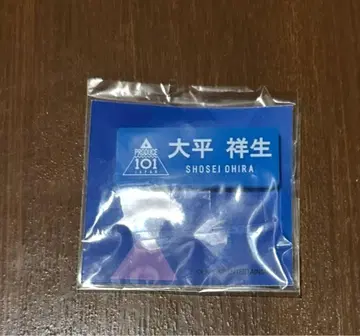 PRODUCE
101
JAPAN
大平 祥生
SHOSEI OHIRA